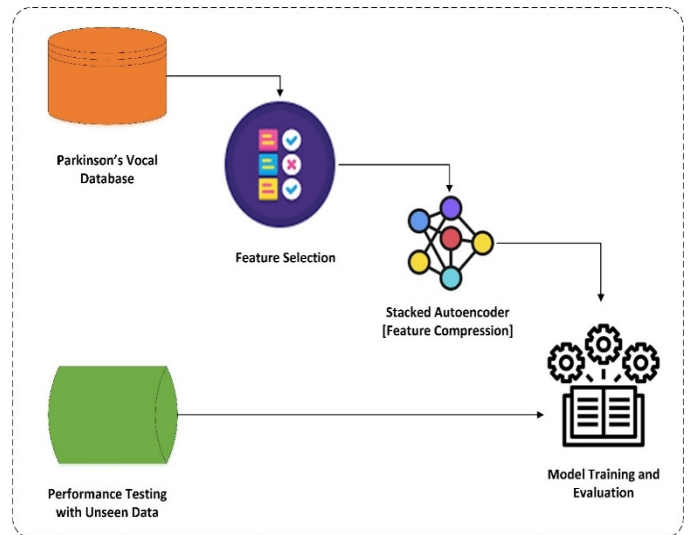 Parkinson's Vocal
Database
Feature Selection
Stacked Autoencoder
[Feature Compression]
Model Training and
Evaluation
Performance Testing
with Unseen Data